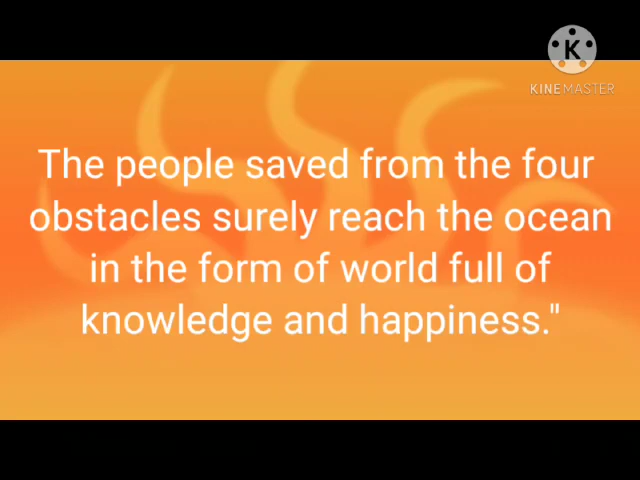 K
KINEMASTER
The people saved from the four
obstacles surely reach the ocean
in the form of world full of
knowledge and happiness."